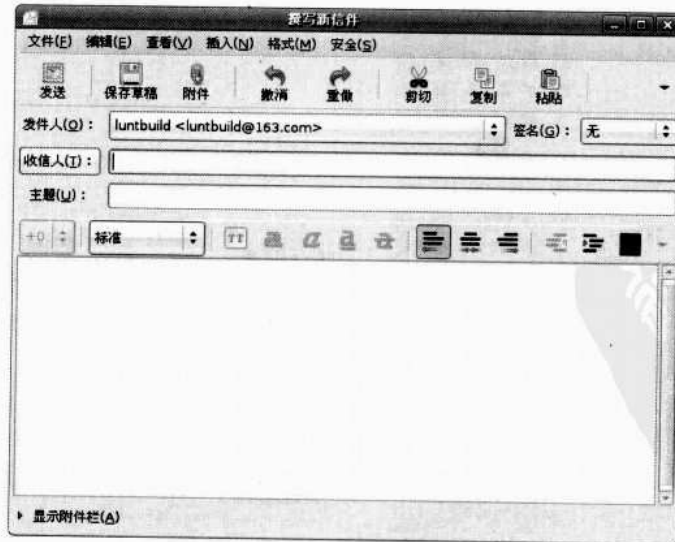 撰写新信件
文件(F) 编辑(E) 查看(V) 插入(N) 格式(M) 安全(S)
发送 保存草稿 附件 撤消 重做 剪切 复制 粘贴
发件人(O)： luntbuild <luntbuild@163.com> 签名(G)： 无
收信人(T)：
主题(U)：
+0 标准 TT a a a a
显示附件栏(A)